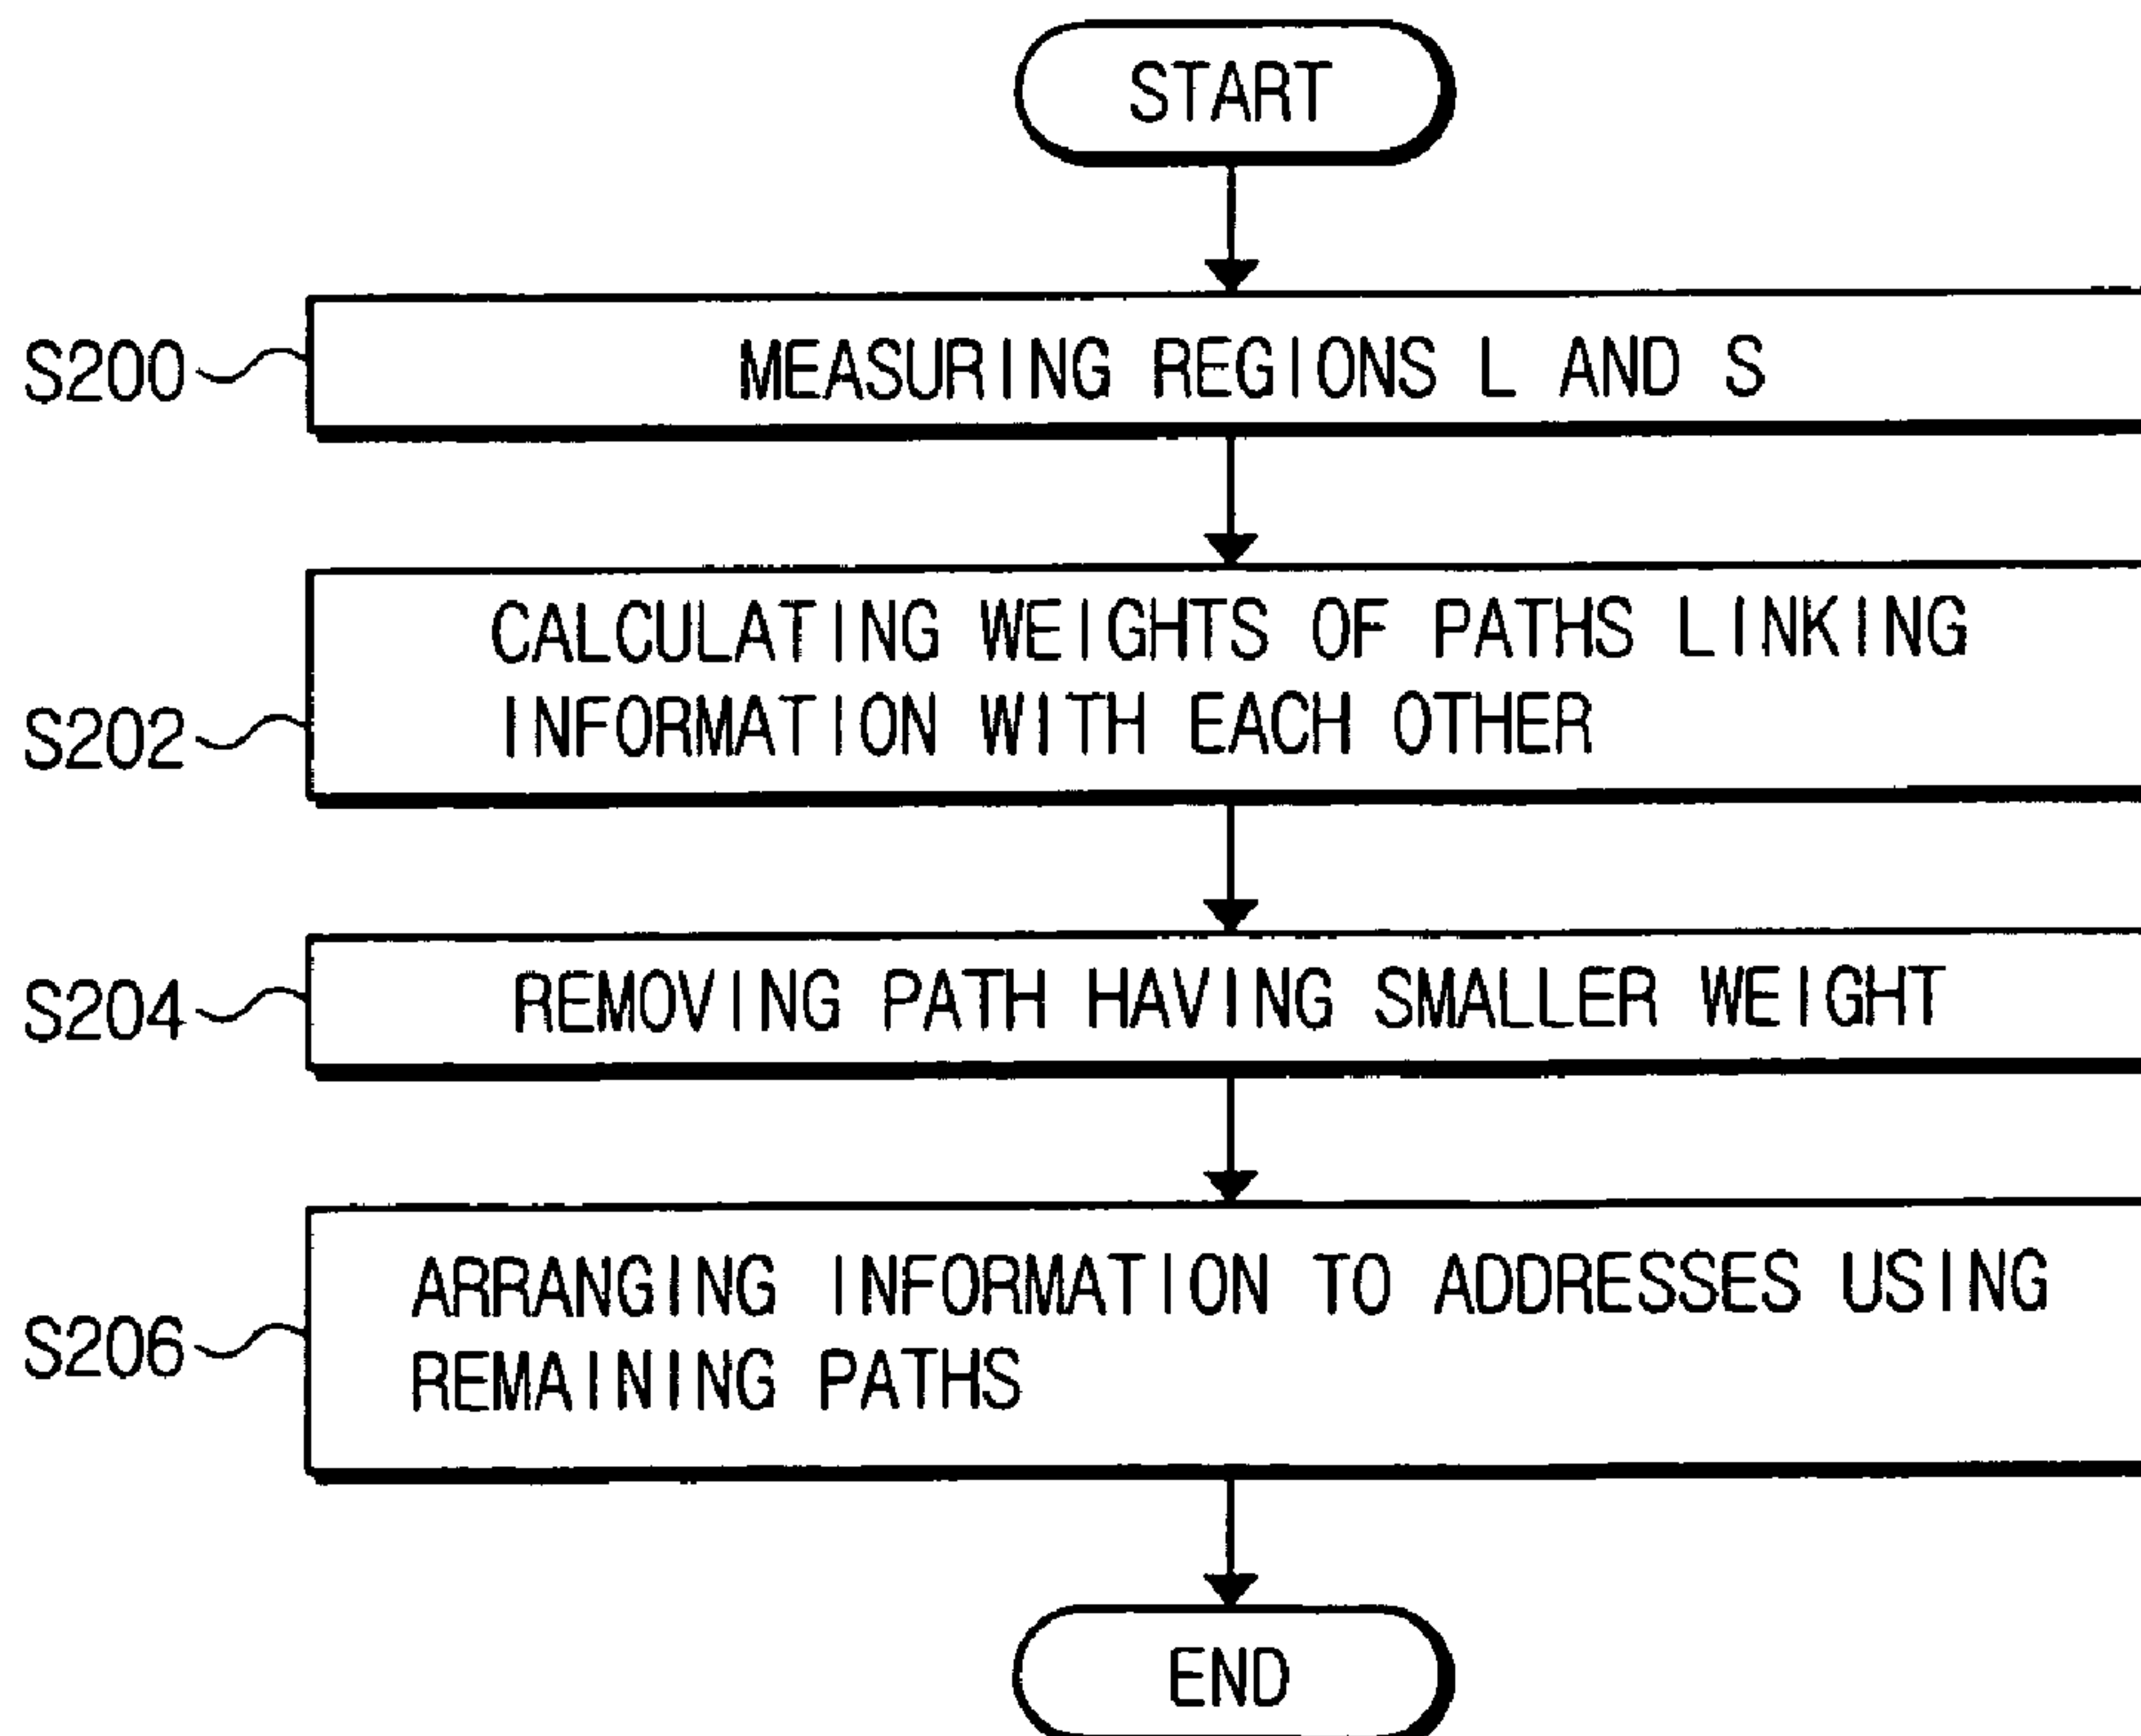 START
S200
MEASURING REGIONS L AND S
CALCULATING WEIGHTS OF PATHS LINKING
INFORMATION WITH EACH OTHER
S202
S204
REMOVING PATH HAVING SMALLER WEIGHT
ARRANGING INFORMATION TO ADDRESSES USING
REMAINING PATHS
S206
END